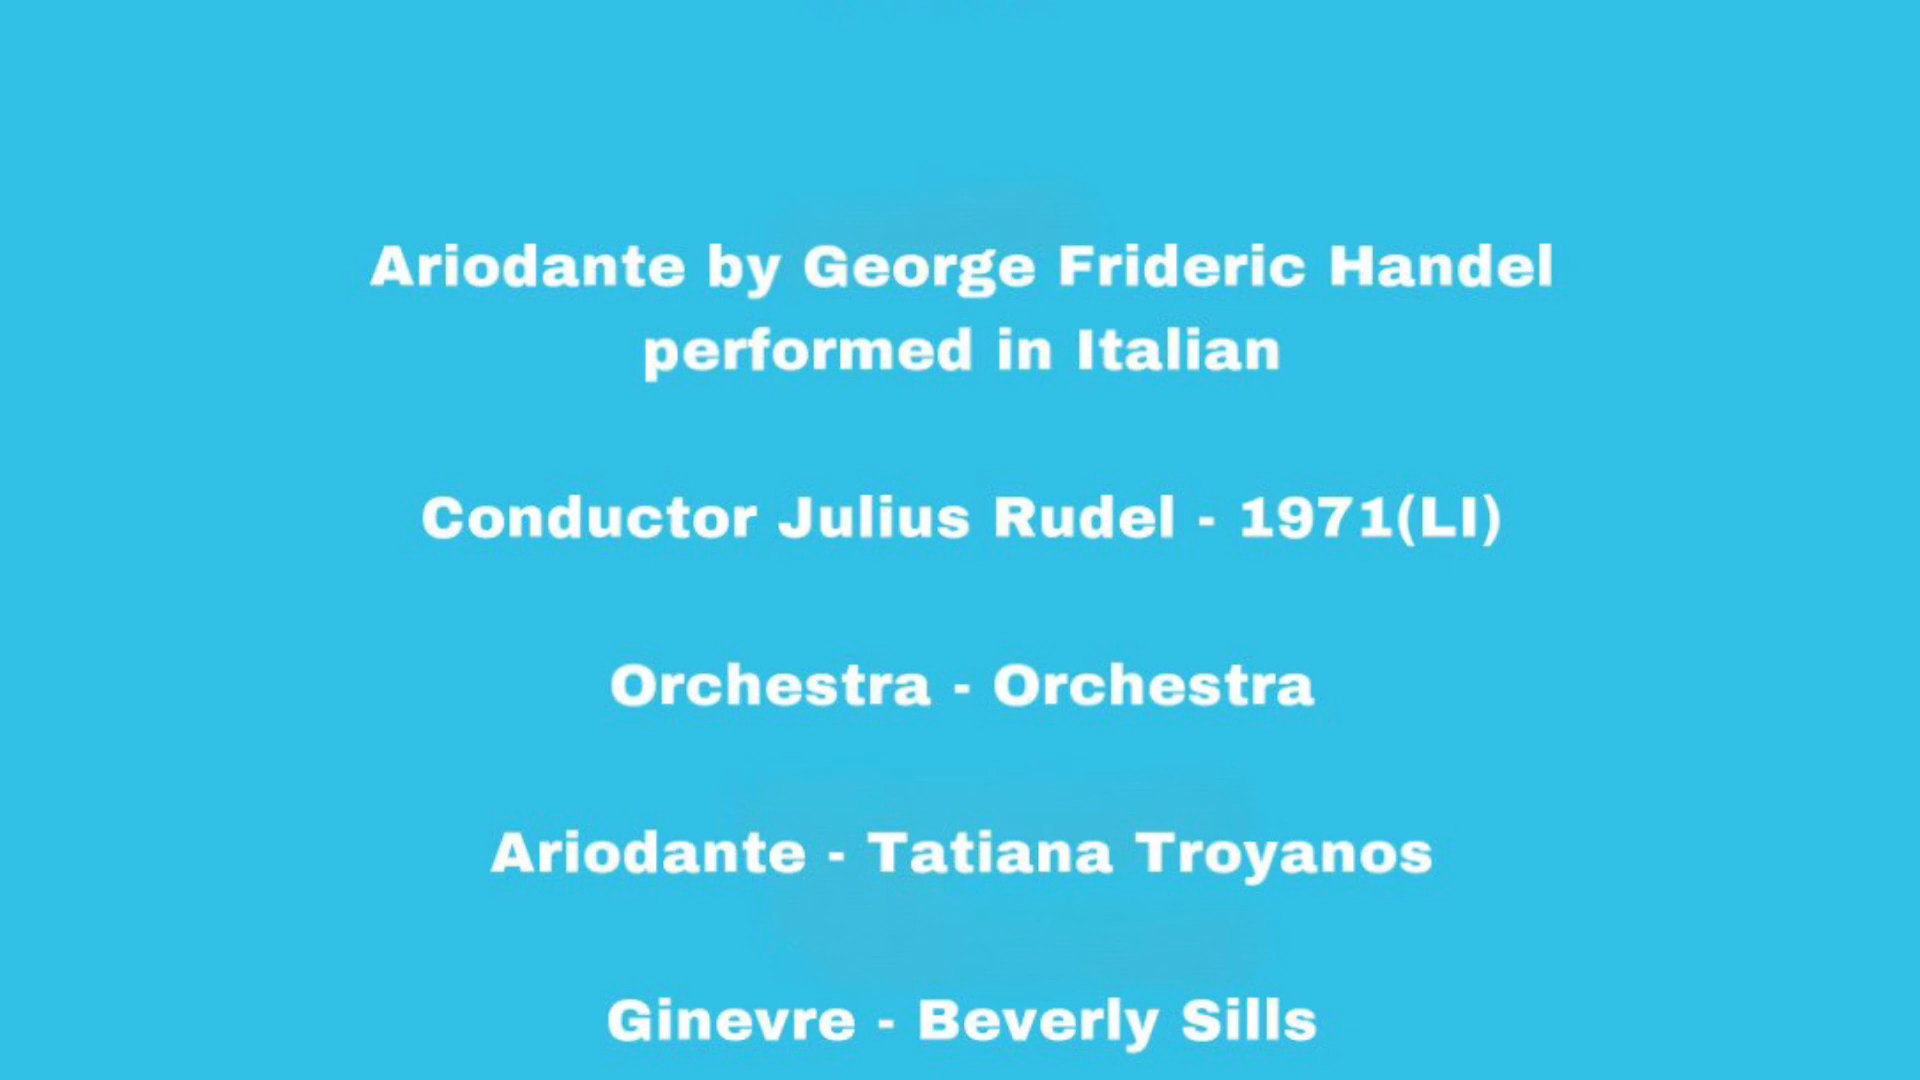 Ariodante by George Frideric Handel
performed in Italian
Conductor Julius Rudel - 1971(LI)
Orchestra - Orchestra
Ariodante - Tatiana Troyanos
Ginevre - Beverly Sills